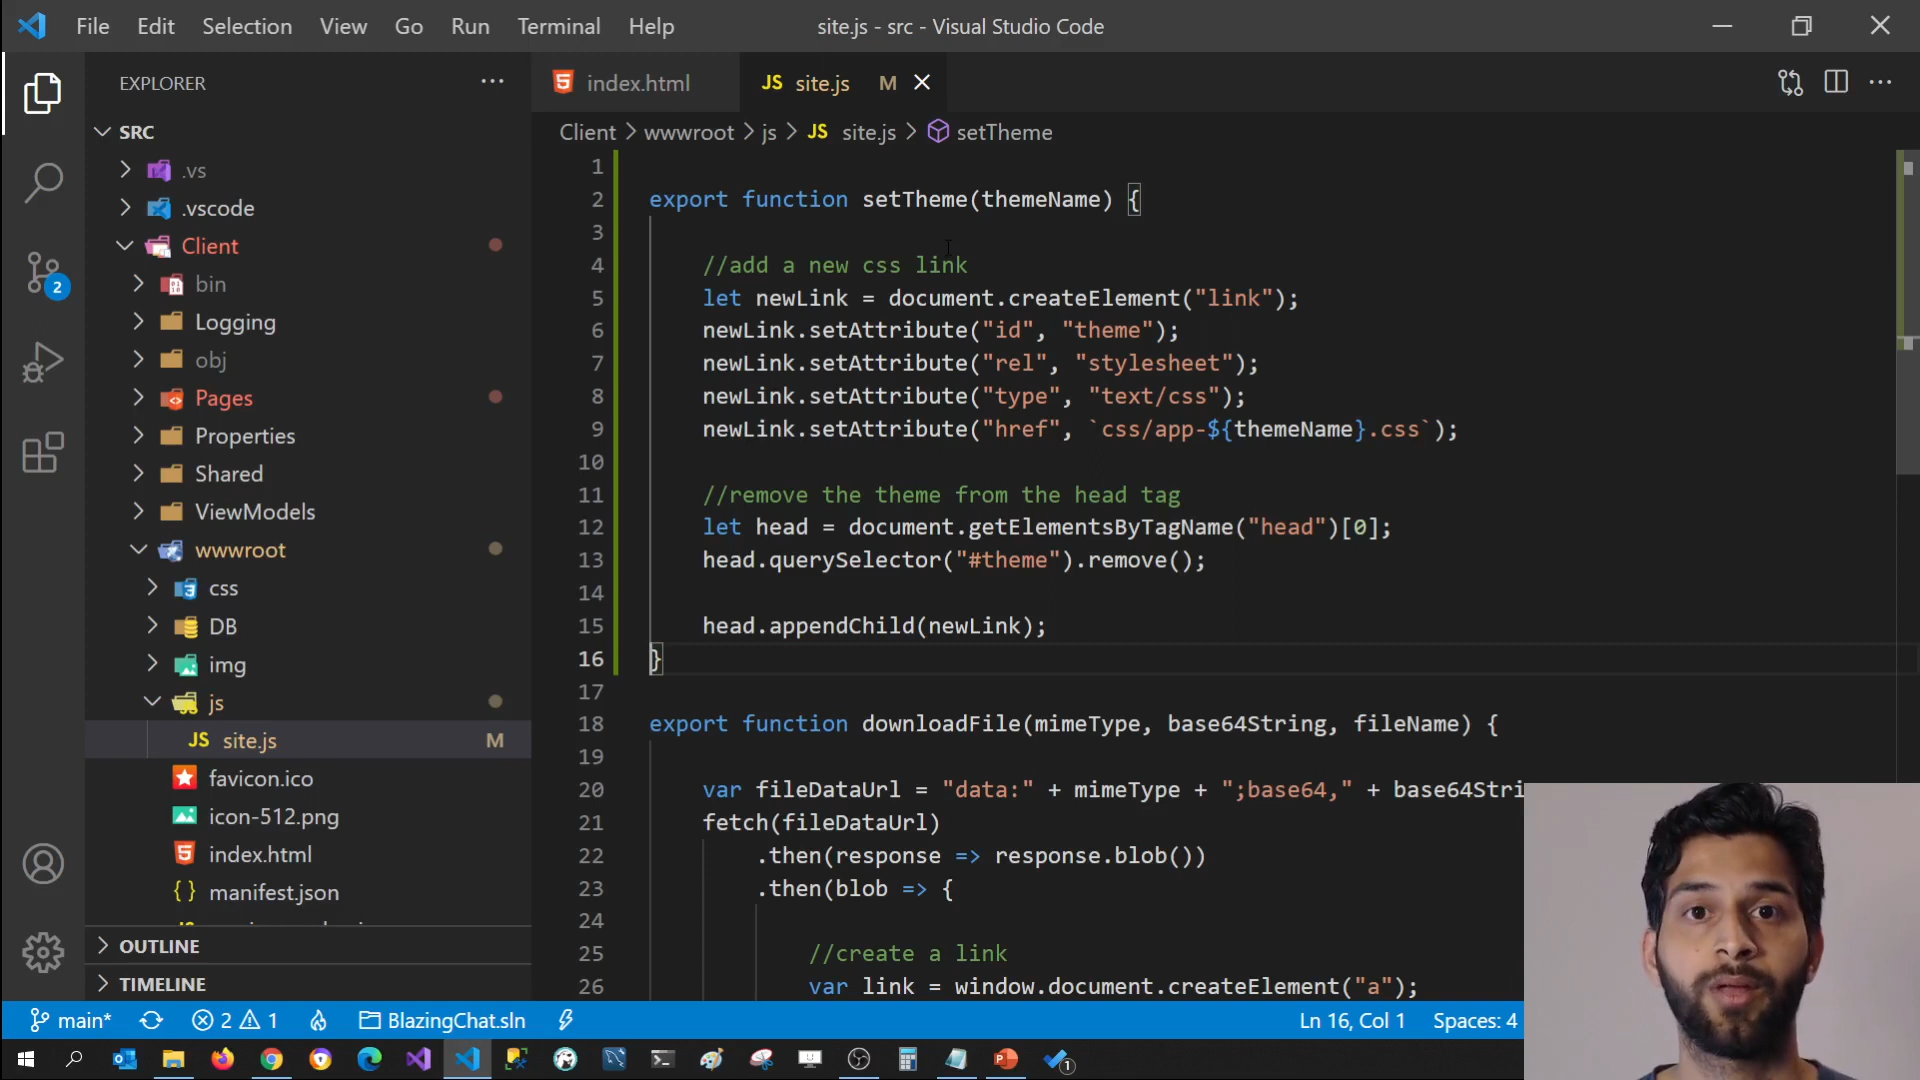 File Edit Selection View Go Run Terminal Help
site.js - src - Visual Studio Code
EXPLORER
SRC
.vs
.vscode
Client
bin
Logging
obj
Pages
Properties
Shared
ViewModels
wwwroot
css
DB
img
js
JS site.js M
favicon.ico
icon-512.png
index.html
{ } manifest.json
OUTLINE
TIMELINE
2
index.html
JS site.js M
Client > wwwroot > js > JS site.js > setTheme
1
2 export function setTheme(themeName) {
3
4 //add a new css link
5 let newLink = document.createElement("link");
6 newLink.setAttribute("id", "theme");
7 newLink.setAttribute("rel", "stylesheet");
8 newLink.setAttribute("type", "text/css");
9 newLink.setAttribute("href", `css/app-${themeName}.css`);
10
11 //remove the theme from the head tag
12 let head = document.getElementsByTagName("head")[0];
13 head.querySelector("#theme").remove();
14
15 head.appendChild(newLink);
16 }
17
18 export function downloadFile(mimeType, base64String, fileName) {
19
20 var fileDataUrl = "data:" + mimeType + ";base64," + base64Stri
21 fetch(fileDataUrl)
22 .then(response => response.blob())
23 .then(blob => {
24
25 //create a link
26 var link = window.document.createElement("a");
main* 2 1 BlazingChat.sln Ln 16, Col 1 Spaces: 4
1